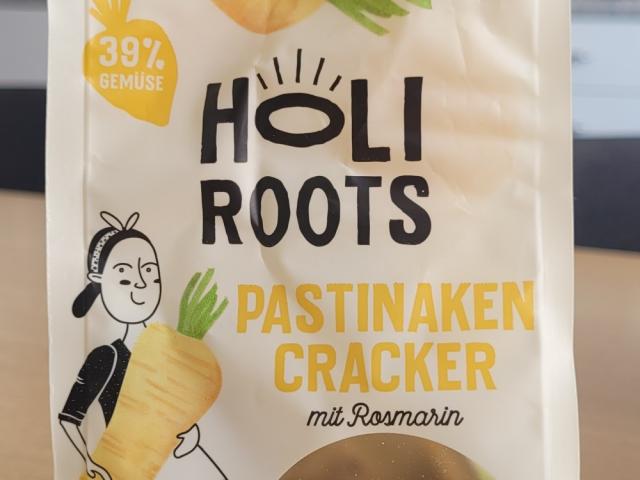 39%
GEMÜSE
HOLI
ROOTS
PASTINAKEN
CRACKER
mit Rosmarin